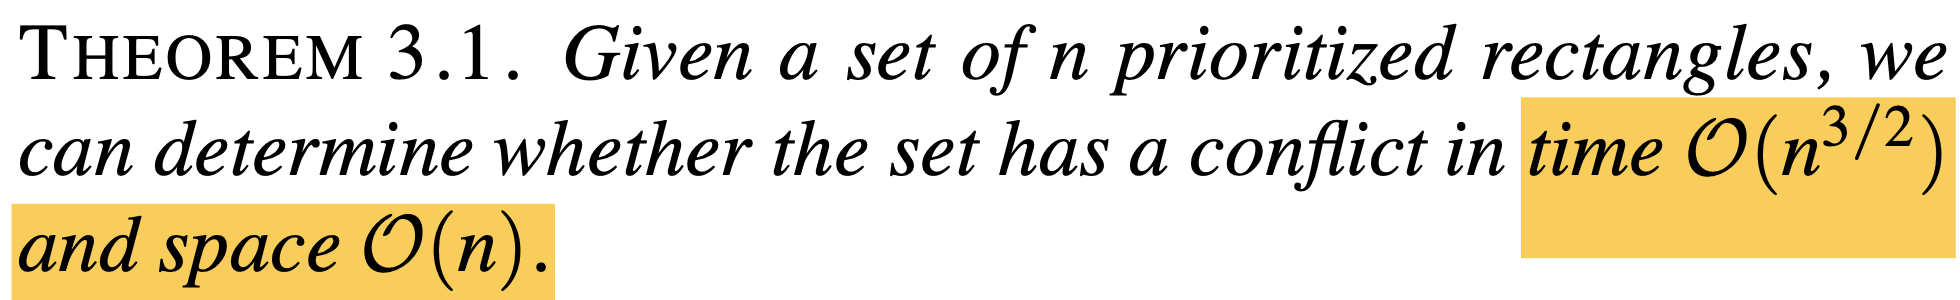 THEOREM 3.1. Given a set of n prioritized rectangles, we
can determine whether the set has a conflict in time 𝒪(n^{3/2})
and space 𝒪(n).